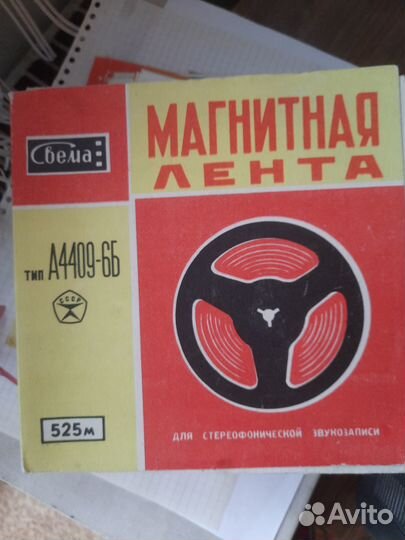 Свема
МАГНИТНАЯ
ЛЕНТА
тип А4409-6Б
СССР
525м
ДЛЯ СТЕРЕОФОНИЧЕСКОЙ ЗВУКОЗАПИСИ
Avito